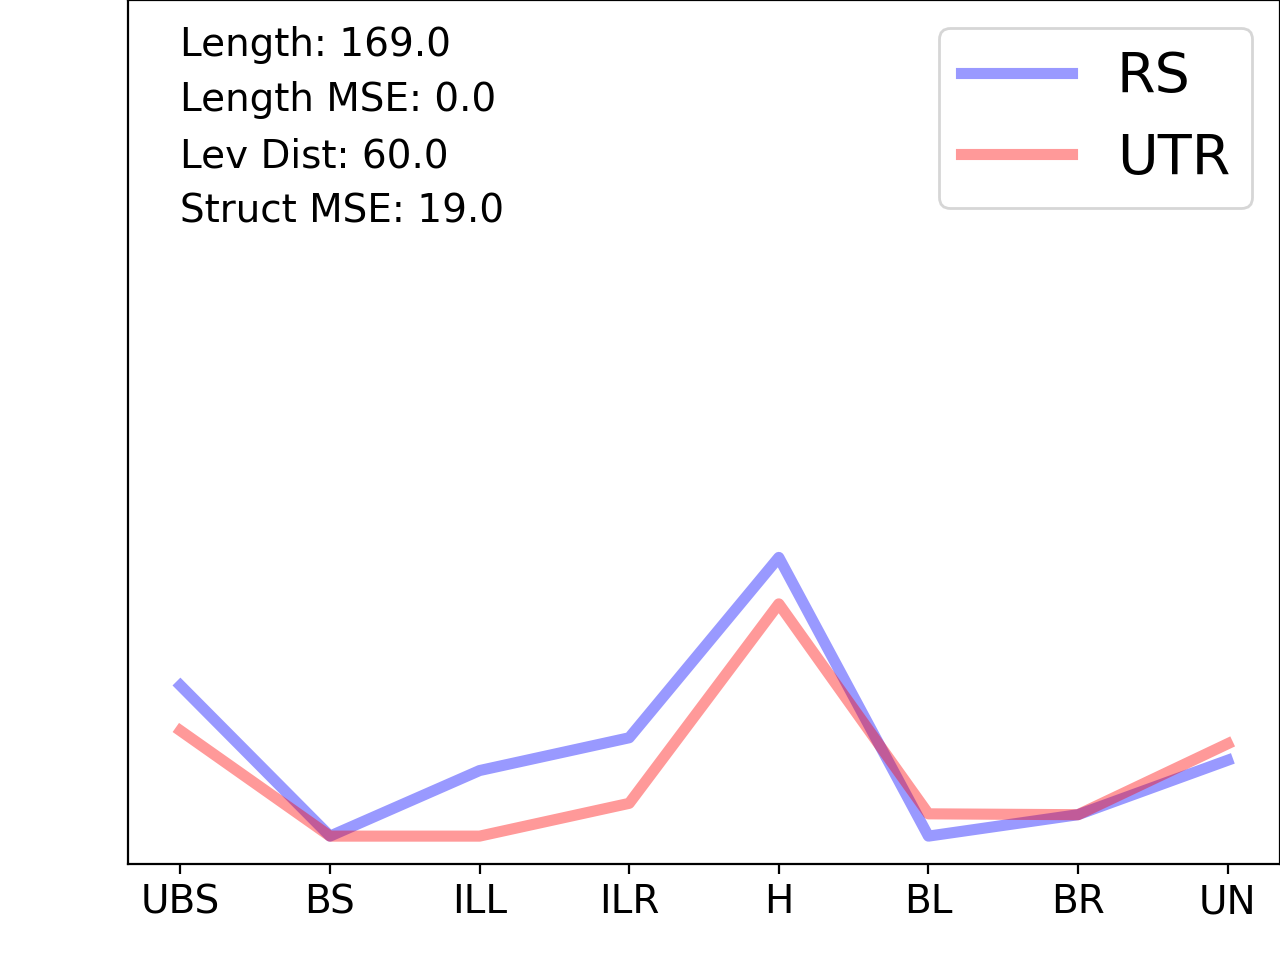 Length: 169.0
Length MSE: 0.0
Lev Dist: 60.0
Struct MSE: 19.0
RS
UTR
UBS BS ILL ILR H BL BR UN